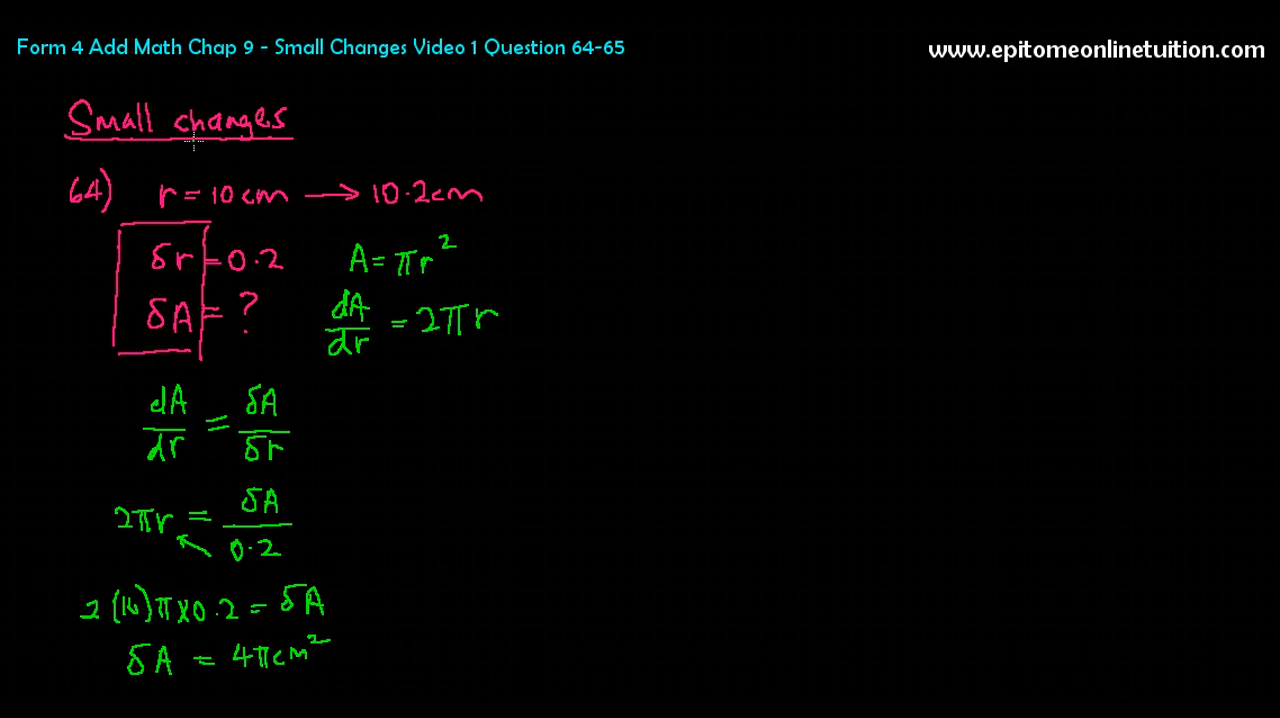 Form 4 Add Math Chap 9 - Small Changes Video 1 Question 64-65
www.epitomeonlinetuition.com
Small changes
64) r = 10 cm → 10.2 cm
δr = 0.2
A = πr²
δA = ?
dA/dr = 2πr
dA/dr = δA/δr
2πr = δA/0.2
2(10)π×0.2 = δA
δA = 4πcm²